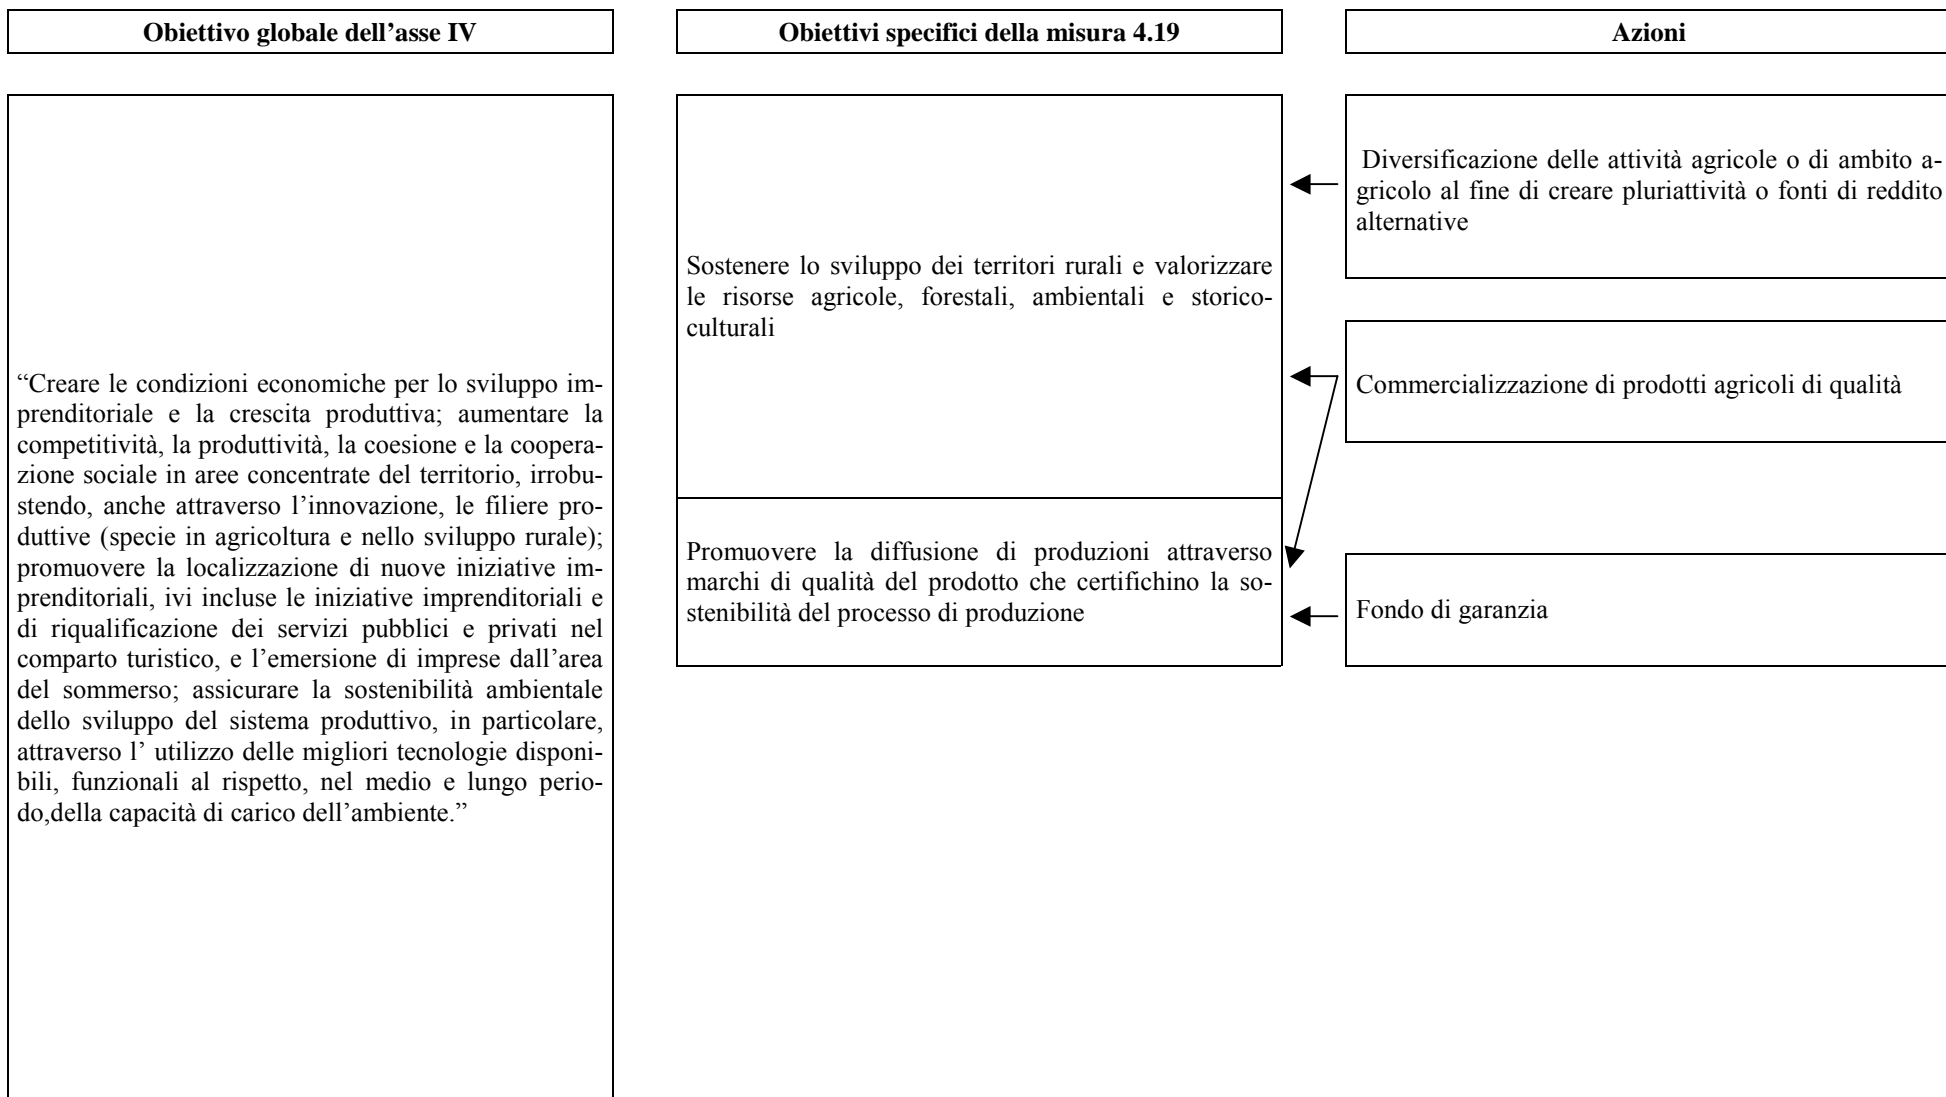 Obiettivo globale dell’asse IV
“Creare le condizioni economiche per lo sviluppo im-
prenditoriale e la crescita produttiva; aumentare la
competitività, la produttività, la coesione e la coopera-
zione sociale in aree concentrate del territorio, irrobu-
stendo, anche attraverso l’innovazione, le filiere pro-
duttive (specie in agricoltura e nello sviluppo rurale);
promuovere la localizzazione di nuove iniziative im-
prenditoriali, ivi incluse le iniziative imprenditoriali e
di riqualificazione dei servizi pubblici e privati nel
comparto turistico, e l’emersione di imprese dall’area
del sommerso; assicurare la sostenibilità ambientale
dello sviluppo del sistema produttivo, in particolare,
attraverso l’ utilizzo delle migliori tecnologie disponi-
bili, funzionali al rispetto, nel medio e lungo perio-
do,della capacità di carico dell’ambiente.”
Obiettivi specifici della misura 4.19
Sostenere lo sviluppo dei territori rurali e valorizzare
le risorse agricole, forestali, ambientali e storico-
culturali
Promuovere la diffusione di produzioni attraverso
marchi di qualità del prodotto che certifichino la so-
stenibilità del processo di produzione
Azioni
Diversificazione delle attività agricole o di ambito a-
gricolo al fine di creare pluriattività o fonti di reddito
alternative
Commercializzazione di prodotti agricoli di qualità
Fondo di garanzia